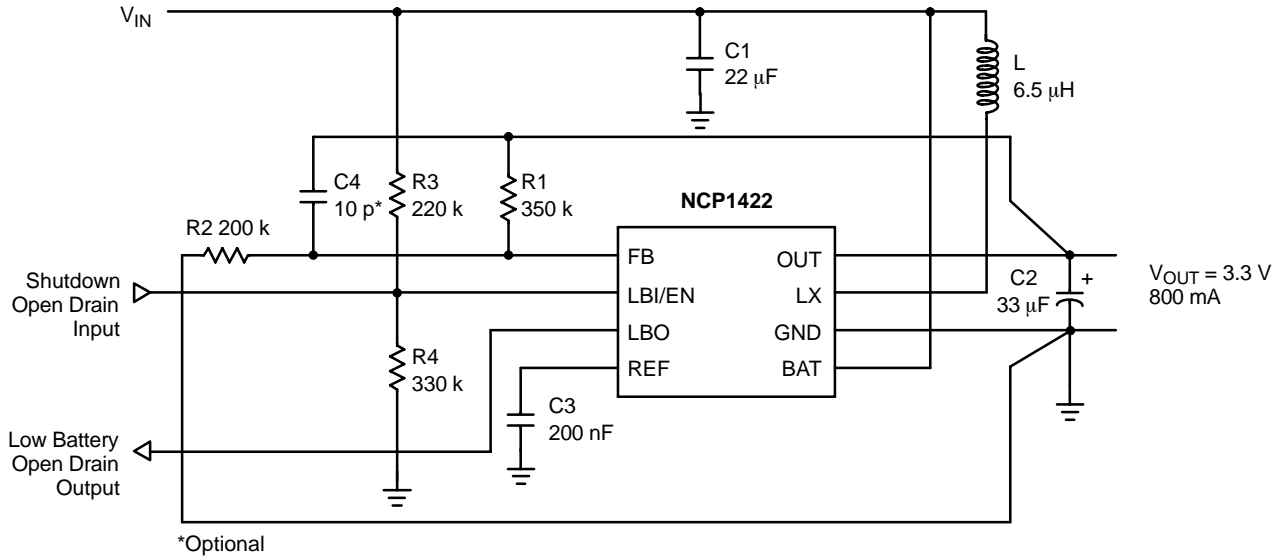 VIN
C1
22 μF
L
6.5 μH
C4
10 p*
R3
220 k
R1
350 k
NCP1422
R2 200 k
FB
OUT
Shutdown
Open Drain
Input
LBI/EN
LX
C2
33 μF
+
VOUT = 3.3 V
800 mA
LBO
GND
R4
330 k
REF
BAT
C3
200 nF
Low Battery
Open Drain
Output
*Optional